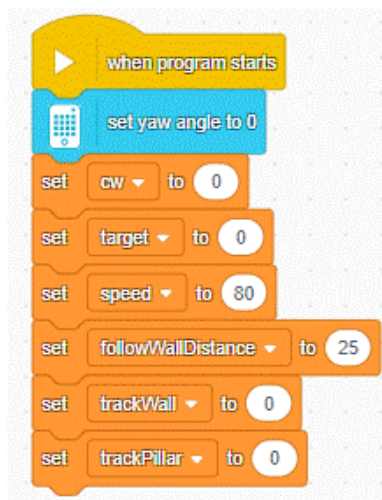 when program starts
set yaw angle to 0
set cw to 0
set target to 0
set speed to 80
set followWallDistance to 25
set trackWall to 0
set trackPillar to 0